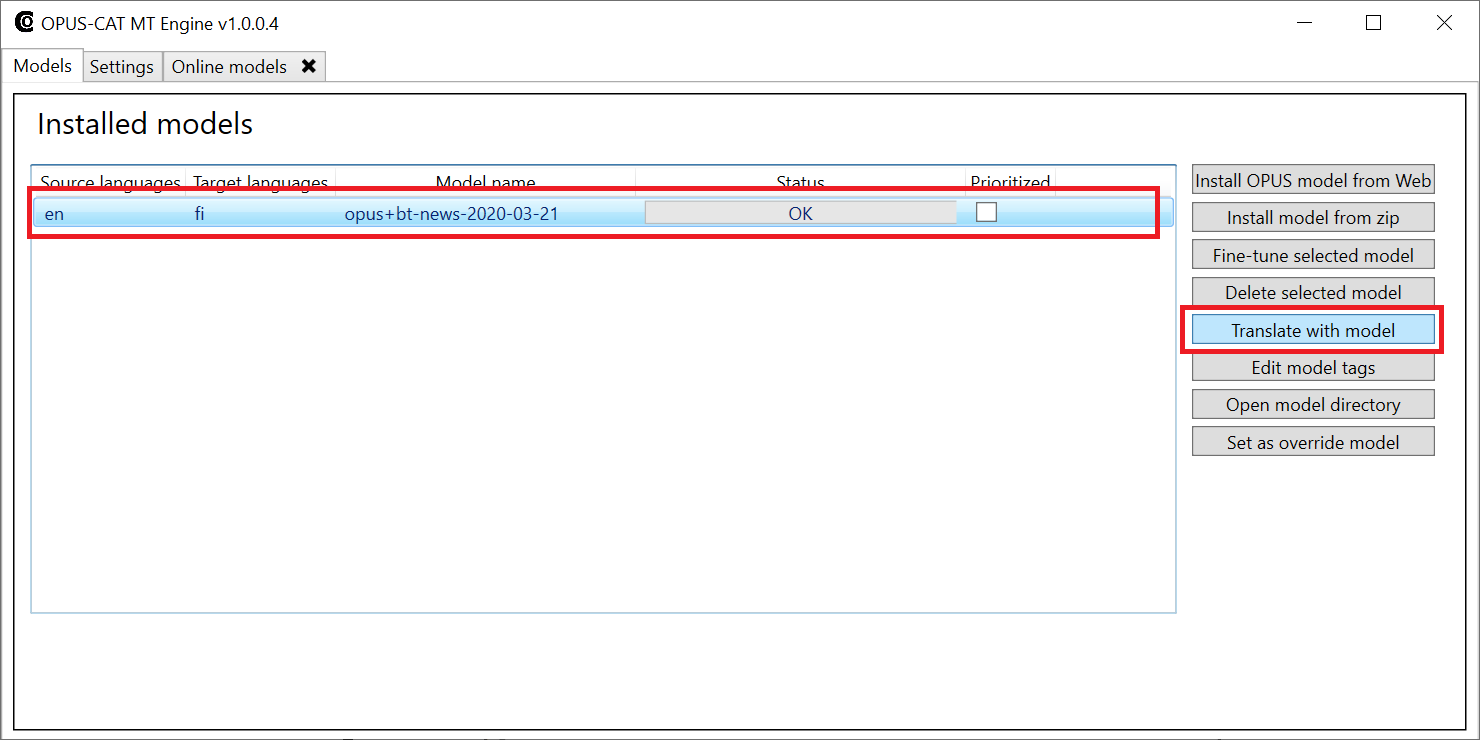 OPUS-CAT MT Engine v1.0.0.4
Models Settings Online models
Installed models
Source languages Target languages Model name Status Prioritized
en fi opus+bt-news-2020-03-21 OK
Install OPUS model from Web
Install model from zip
Fine-tune selected model
Delete selected model
Translate with model
Edit model tags
Open model directory
Set as override model